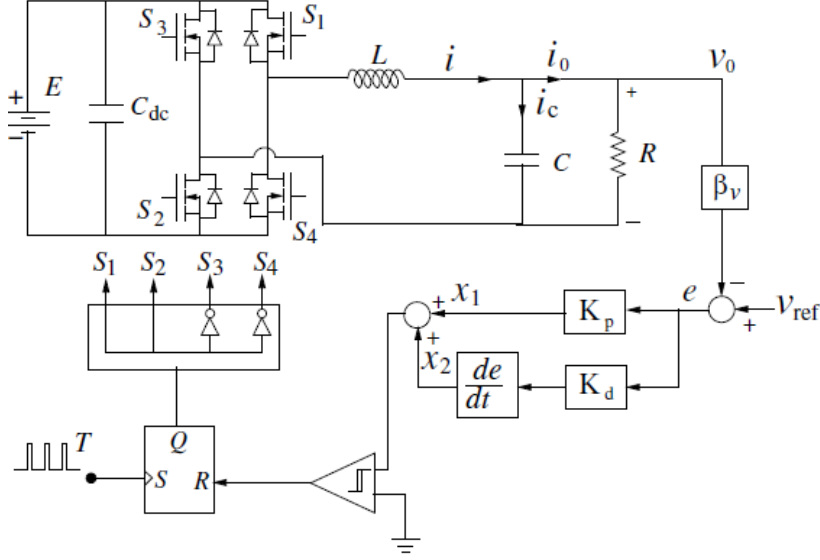 S3 S1
+ E Cdc L i i0 v0
− ic +
C R βv
S2 S4 −
S1 S2 S3 S4 −
x1 Kp e vref
+ +
+
x2 de/dt Kd
T Q
S R